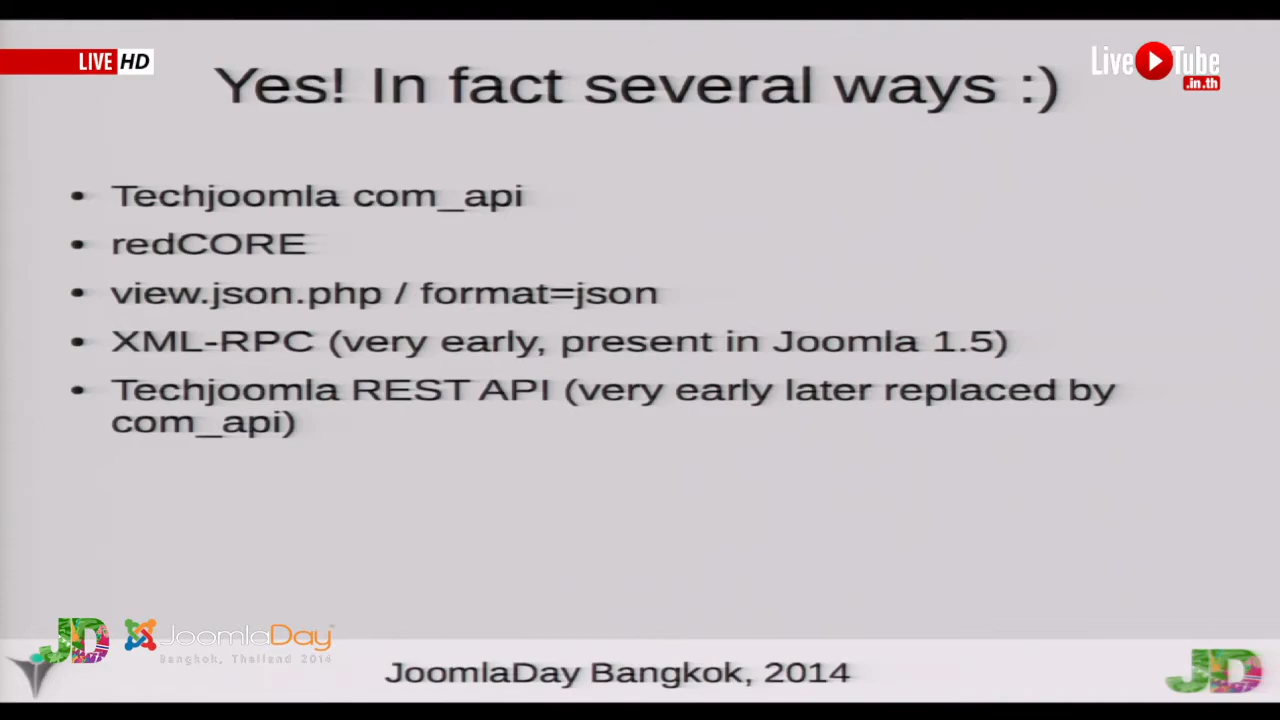 LIVE HD
Live Tube
.in.th
Yes! In fact several ways :)
• Techjoomla com_api
• redCORE
• view.json.php / format=json
• XML-RPC (very early, present in Joomla 1.5)
• Techjoomla REST API (very early later replaced by
com_api)
JD JoomlaDay
Bangkok, Thailand 2014
JoomlaDay Bangkok, 2014
JD